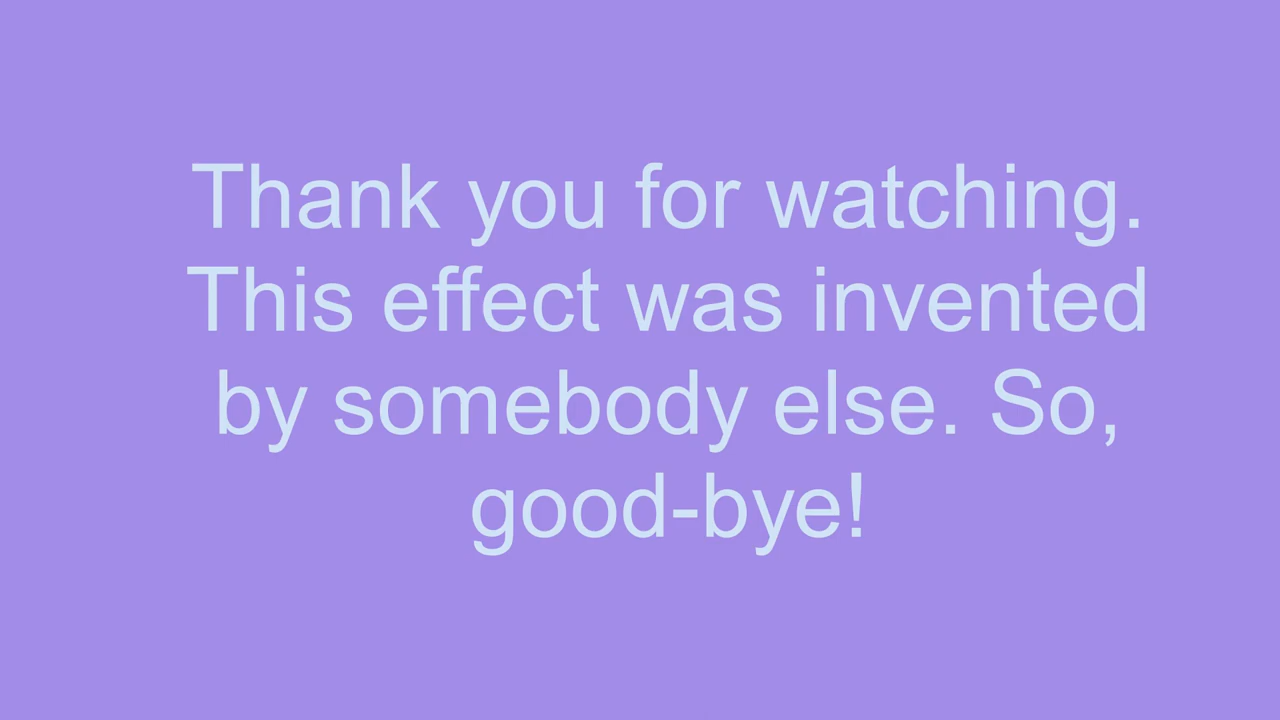 Thank you for watching.
This effect was invented
by somebody else. So,
good-bye!